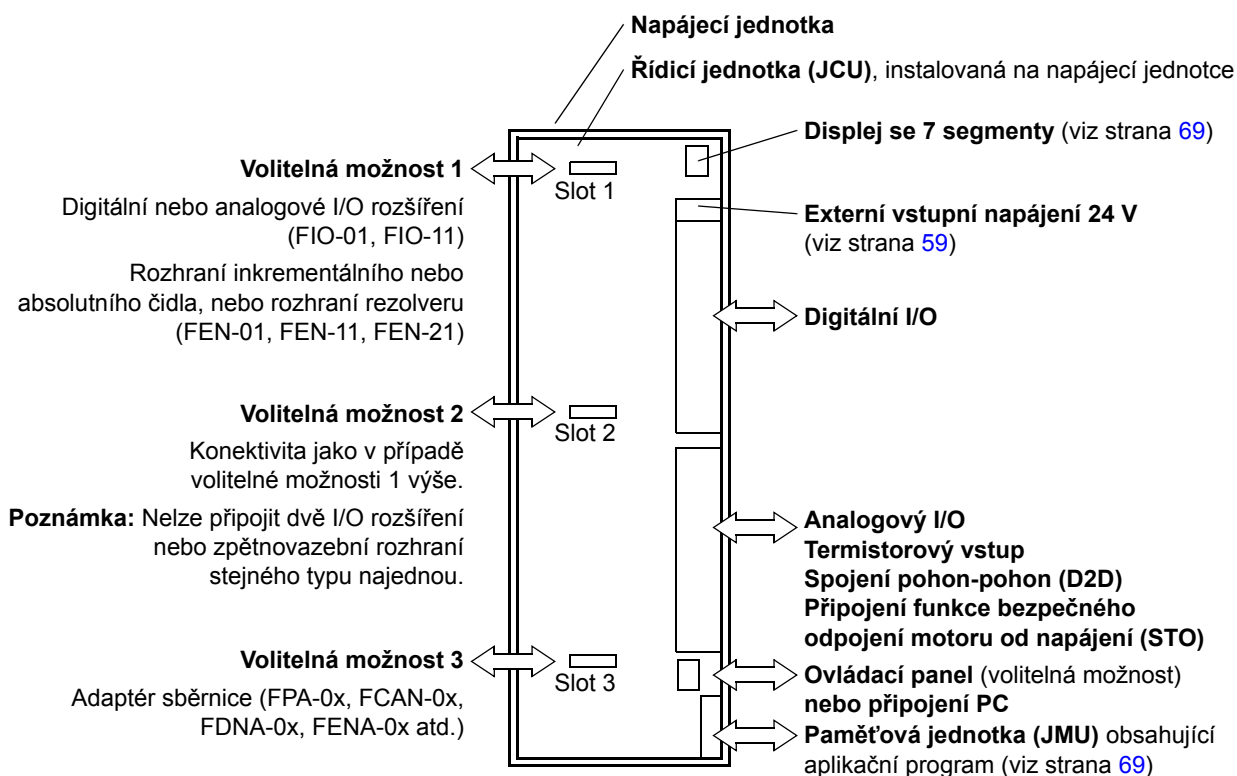 Napájecí jednotka
Řídicí jednotka (JCU), instalovaná na napájecí jednotce
Displej se 7 segmenty (viz strana 69)
Externí vstupní napájení 24 V
(viz strana 59)
Digitální I/O
Analogový I/O
Termistorový vstup
Spojení pohon-pohon (D2D)
Připojení funkce bezpečného
odpojení motoru od napájení (STO)
Ovládací panel (volitelná možnost)
nebo připojení PC
Paměťová jednotka (JMU) obsahující
aplikační program (viz strana 69)
Volitelná možnost 1
Slot 1
Digitální nebo analogové I/O rozšíření
(FIO-01, FIO-11)
Rozhraní inkrementálního nebo
absolutního čidla, nebo rozhraní rezolveru
(FEN-01, FEN-11, FEN-21)
Volitelná možnost 2
Slot 2
Konektivita jako v případě
volitelné možnosti 1 výše.
Poznámka: Nelze připojit dvě I/O rozšíření
nebo zpětnovazební rozhraní
stejného typu najednou.
Volitelná možnost 3
Slot 3
Adaptér sběrnice (FPA-0x, FCAN-0x,
FDNA-0x, FENA-0x atd.)